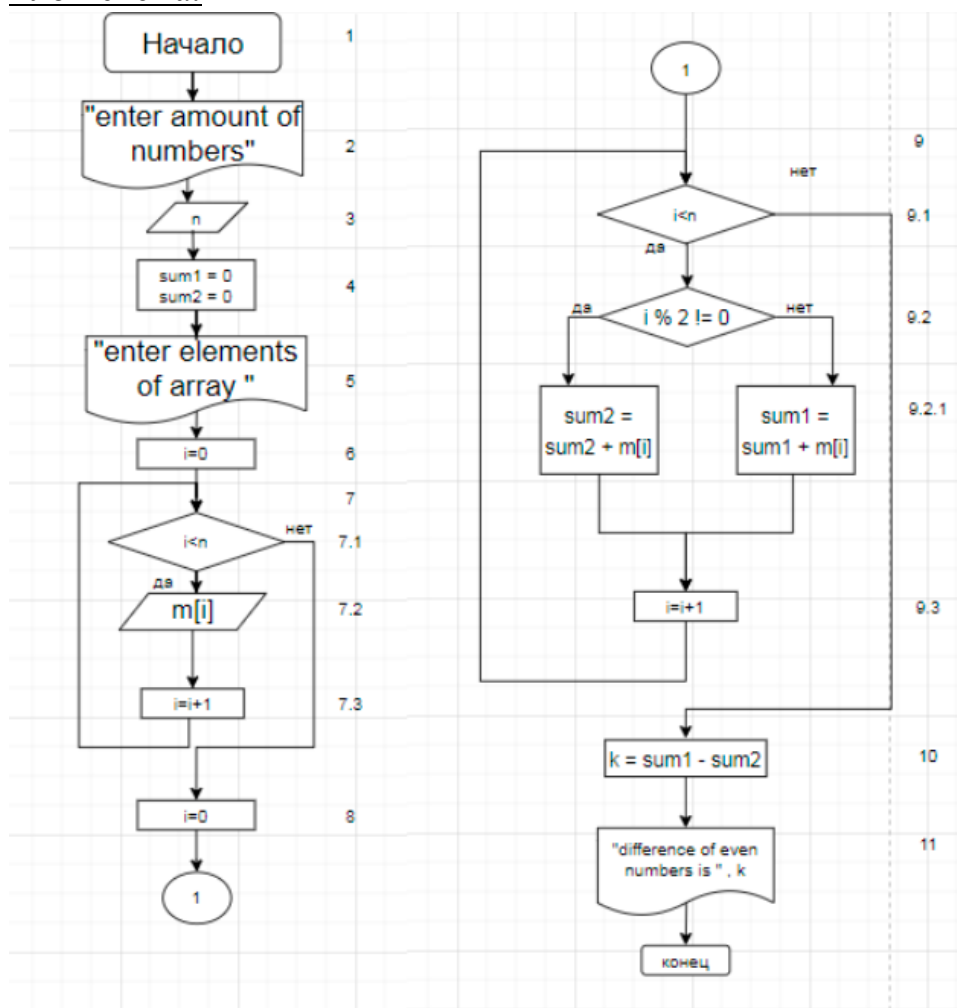 Начало
1
"enter amount of
numbers"
2
n
3
sum1 = 0
sum2 = 0
4
"enter elements
of array "
5
i=0
6
7
i<n
нет
7.1
да
m[i]
7.2
i=i+1
7.3
i=0
8
1
1
9
нет
i<n
9.1
да
да
i % 2 != 0
нет
9.2
sum2 =
sum2 + m[i]
sum1 =
sum1 + m[i]
9.2.1
i=i+1
9.3
k = sum1 - sum2
10
"difference of even
numbers is " , k
11
конец